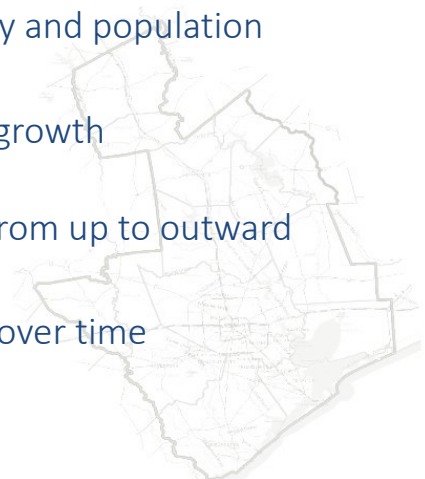 y and population
growth
rom up to outward
over time